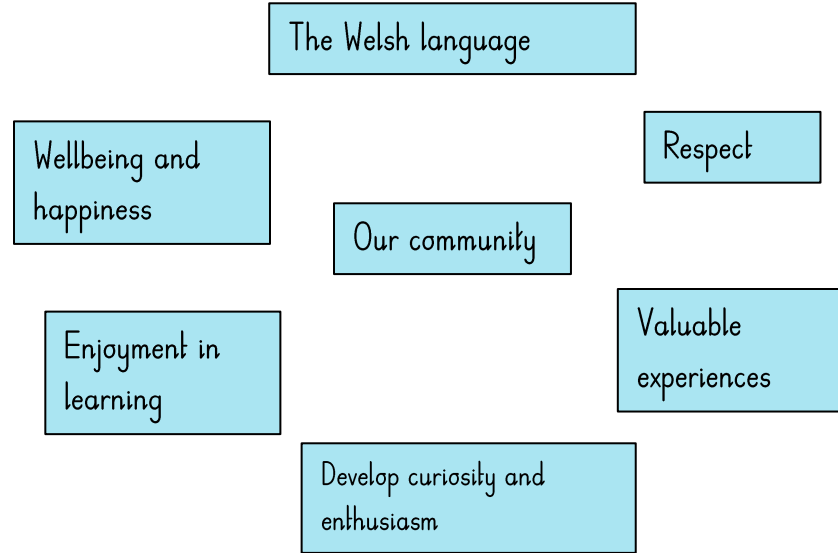 The Welsh language
Respect
Wellbeing and
happiness
Our community
Valuable
experiences
Enjoyment in
learning
Develop curiosity and
enthusiasm